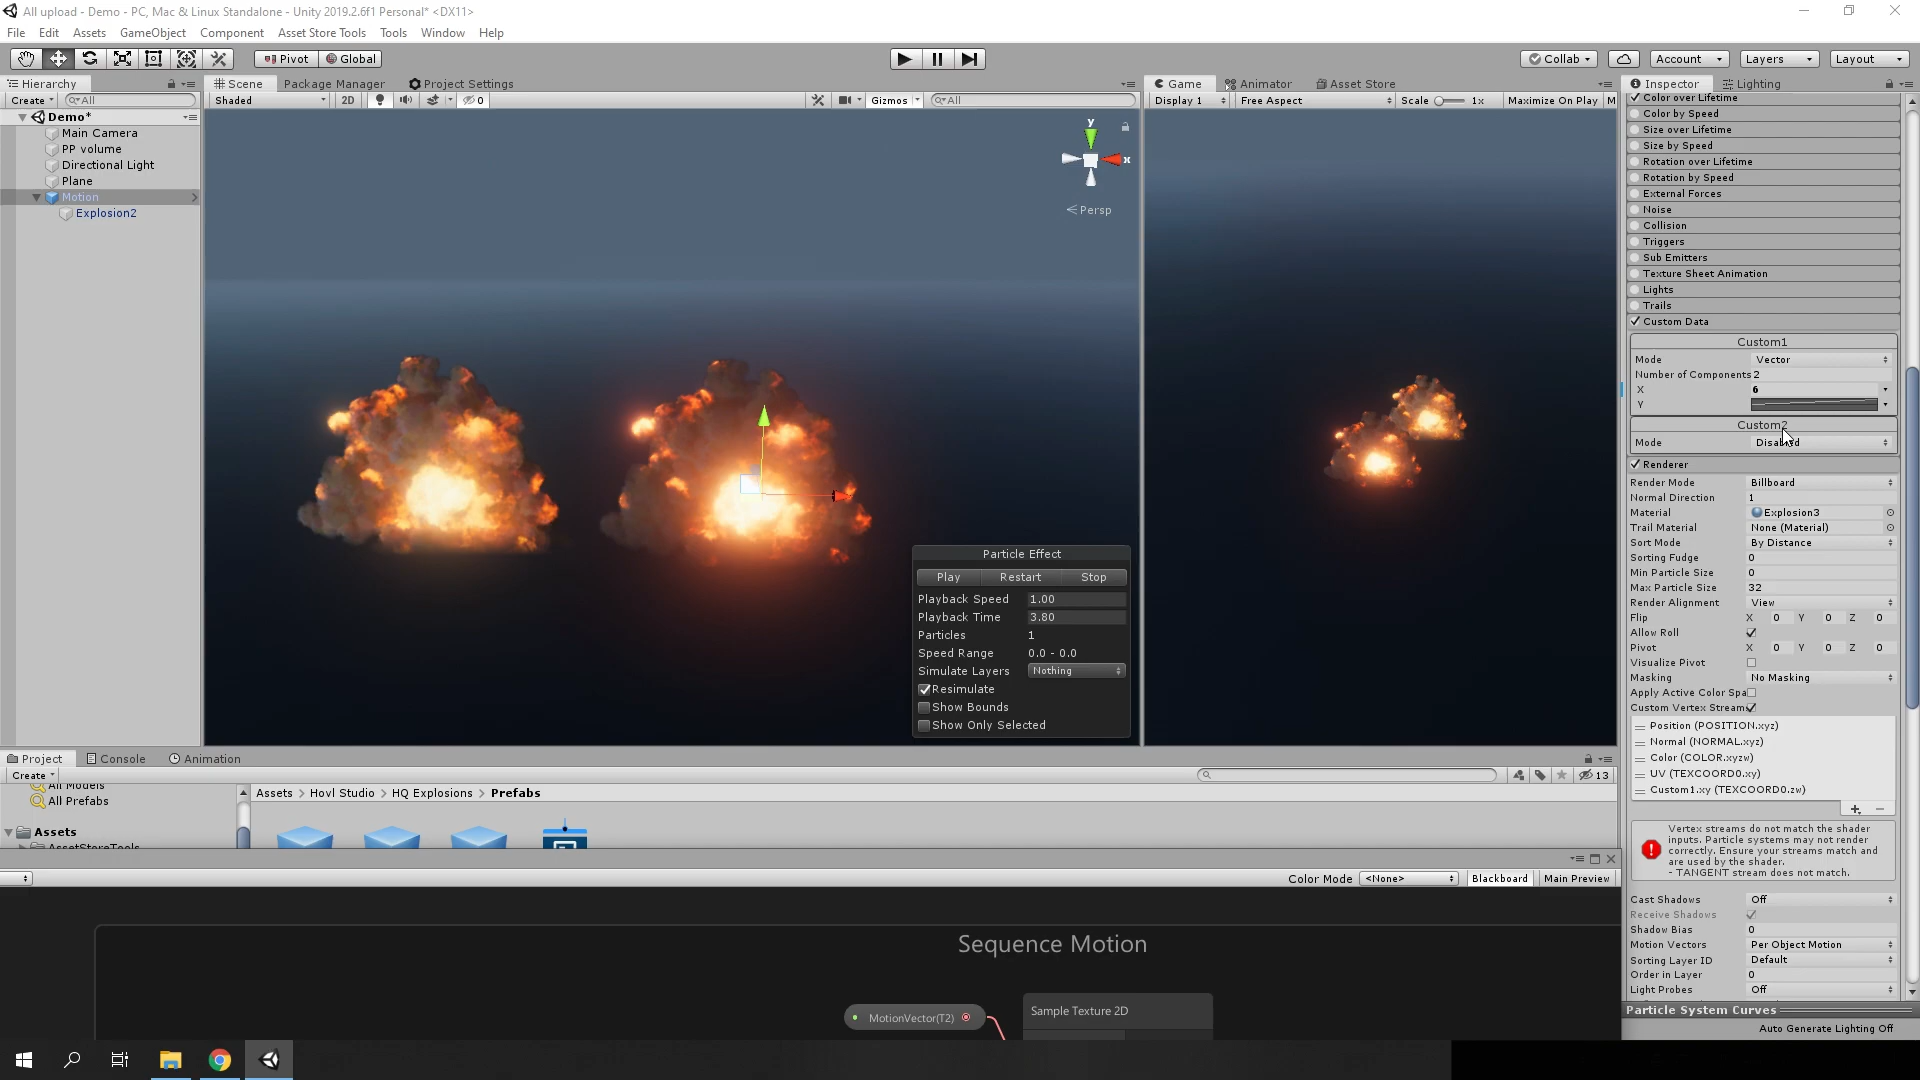 All upload - Demo - PC, Mac & Linux Standalone - Unity 2019.2.6f1 Personal* <DX11>
File Edit Assets GameObject Component Asset Store Tools Tools Window Help
Pivot Global Collab Account Layers Layout
Hierarchy Scene Package Manager Project Settings Game Animator Asset Store Inspector Lighting
Create All Shaded 2D 0 Gizmos All Display 1 Free Aspect Scale 1x Maximize On Play M
Demo*
Main Camera
PP volume
Directional Light
Plane
Motion
Explosion2
y
x
Persp
Particle Effect
Play Restart Stop
Playback Speed 1.00
Playback Time 3.80
Particles 1
Speed Range 0.0 - 0.0
Simulate Layers Nothing
Resimulate
Show Bounds
Show Only Selected
Color over Lifetime
Color by Speed
Size over Lifetime
Size by Speed
Rotation over Lifetime
Rotation by Speed
External Forces
Noise
Collision
Triggers
Sub Emitters
Texture Sheet Animation
Lights
Trails
Custom Data
Custom1
Mode Vector
Number of Components 2
X 6
Y
Custom2
Mode Disabled
Renderer
Render Mode Billboard
Normal Direction 1
Material Explosion3
Trail Material None (Material)
Sort Mode By Distance
Sorting Fudge 0
Min Particle Size 0
Max Particle Size 32
Render Alignment View
Flip X 0 Y 0 Z 0
Allow Roll
Pivot X 0 Y 0 Z 0
Visualize Pivot
Masking No Masking
Apply Active Color Spa
Custom Vertex Streams
Position (POSITION.xyz)
Normal (NORMAL.xyz)
Color (COLOR.xyzw)
UV (TEXCOORD0.xy)
Custom1.xy (TEXCOORD0.zw)
Vertex streams do not match the shader
inputs. Particle systems may not render
correctly. Ensure your streams match and
are used by the shader.
- TANGENT stream does not match.
Cast Shadows Off
Receive Shadows
Shadow Bias 0
Motion Vectors Per Object Motion
Sorting Layer ID Default
Order in Layer 0
Light Probes Off
Particle System Curves
Auto Generate Lighting Off
Project Console Animation
Create 13
All Models
All Prefabs
Assets
AssetStoreTools
Assets > Hovl Studio > HQ Explosions > Prefabs
Color Mode <None> Blackboard Main Preview
Sequence Motion
MotionVector(T2)
Sample Texture 2D